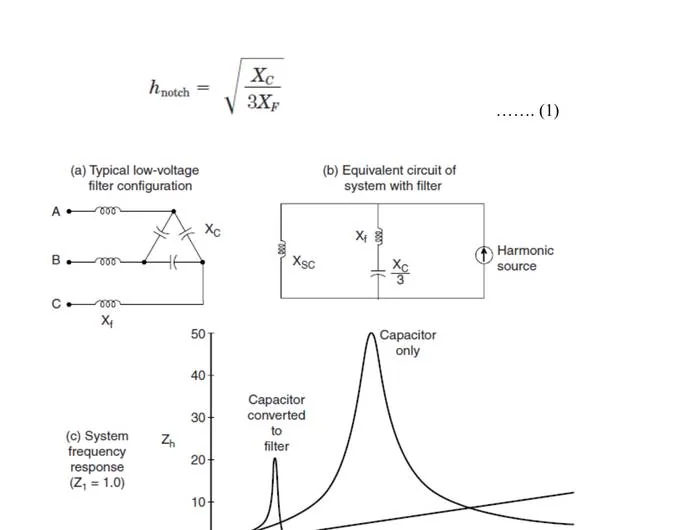 h_notch = √(X_C / 3X_F)
……. (1)
(a) Typical low-voltage
filter configuration
A
B
C
X_C
X_f
(b) Equivalent circuit of
system with filter
X_SC
X_f
X_C
3
Harmonic
source
(c) System
frequency
response
(Z_1 = 1.0)
Z_h
50
40
30
20
10
Capacitor
only
Capacitor
converted
to
filter